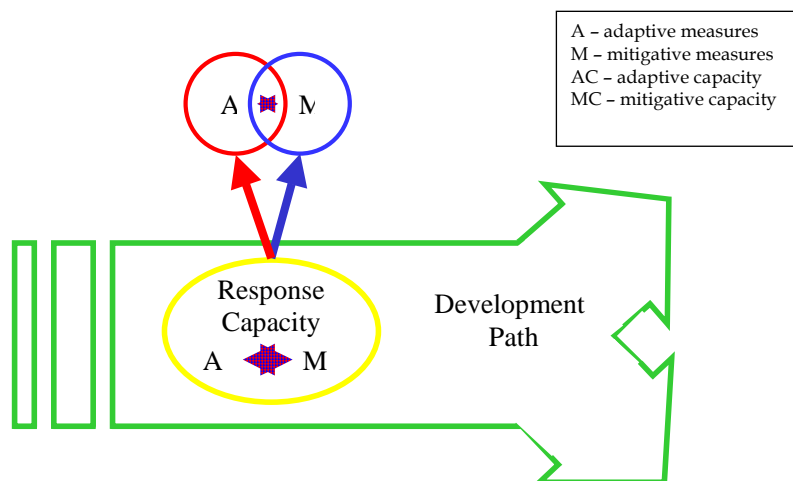 A – adaptive measures
M – mitigative measures
AC – adaptive capacity
MC – mitigative capacity
A M
Response
Capacity
A M
Development
Path